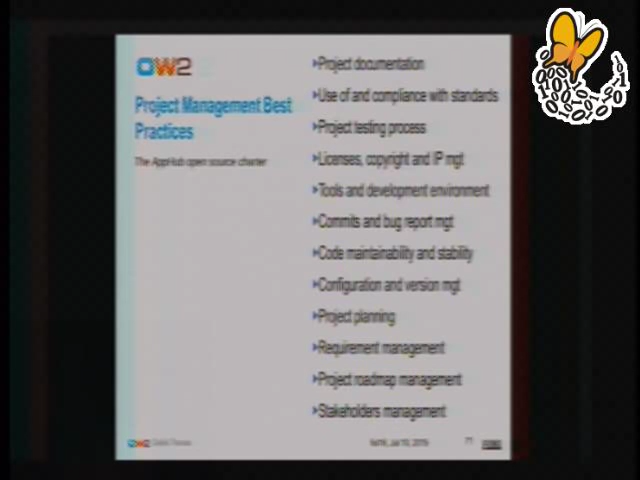 OW2
Project Management Best
Practices
The AppHub open source charter
Project documentation
Use of and compliance with standards
Project testing process
Licenses, copyright and IP mgt
Tools and development environment
Commits and bug report mgt
Code maintainability and stability
Configuration and version mgt
Project planning
Requirement management
Project roadmap management
Stakeholders management
OW2